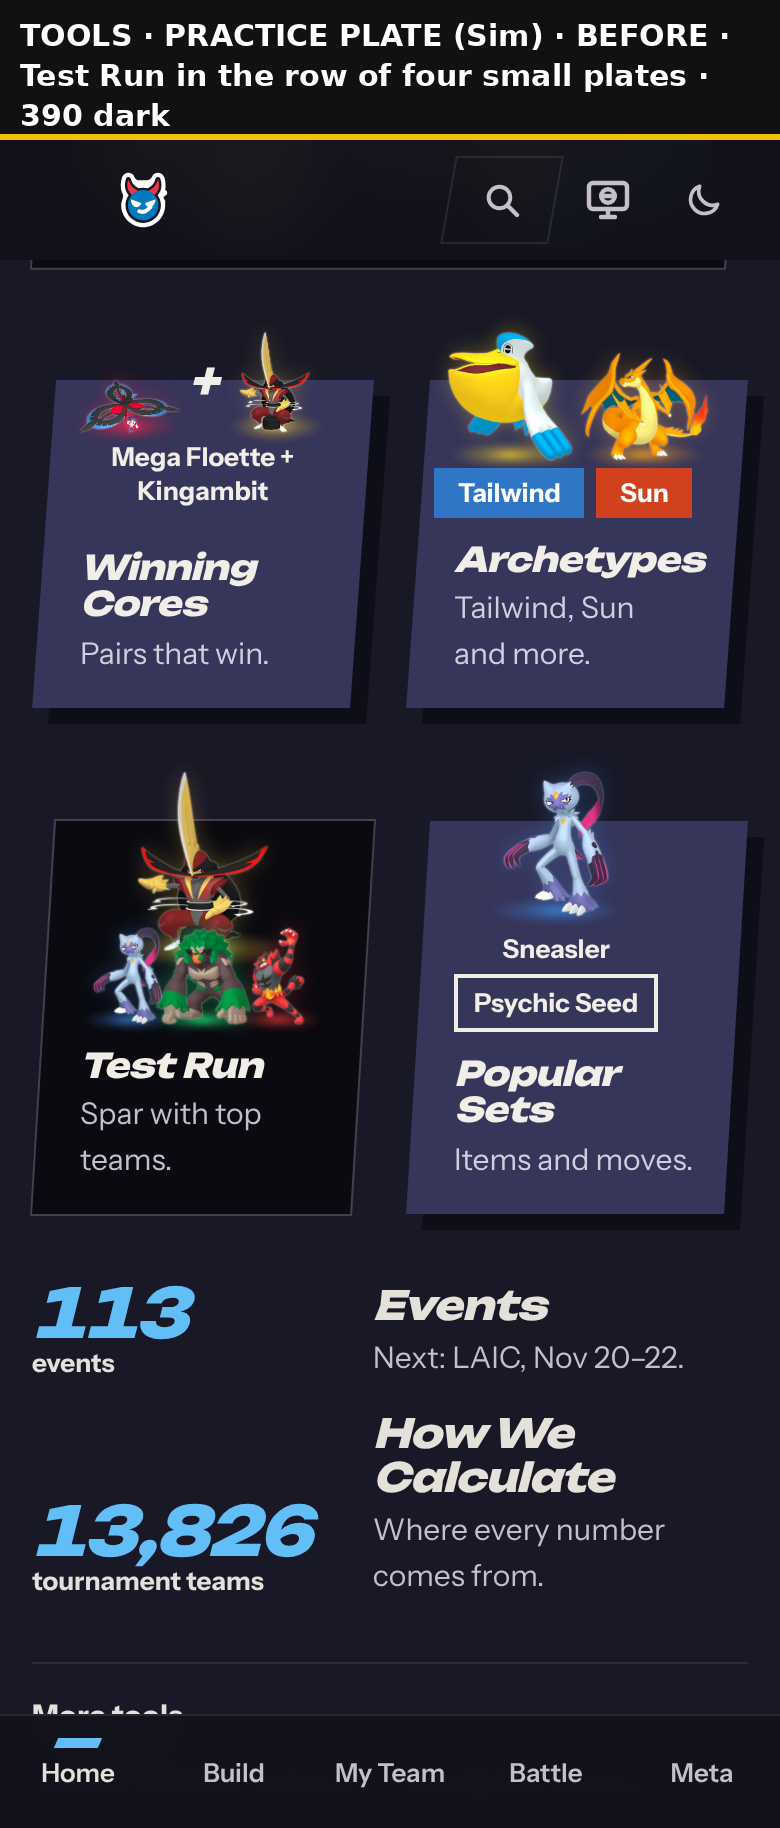 TOOLS · PRACTICE PLATE (Sim) · BEFORE ·
Test Run in the row of four small plates ·
390 dark
+
Mega Floette +
Kingambit
Winning
Cores
Pairs that win.
Tailwind
Sun
Archetypes
Tailwind, Sun
and more.
Test Run
Spar with top
teams.
Sneasler
Psychic Seed
Popular
Sets
Items and moves.
113
events
Events
Next: LAIC, Nov 20–22.
How We
Calculate
Where every number
comes from.
13,826
tournament teams
More tools
Home
Build
My Team
Battle
Meta